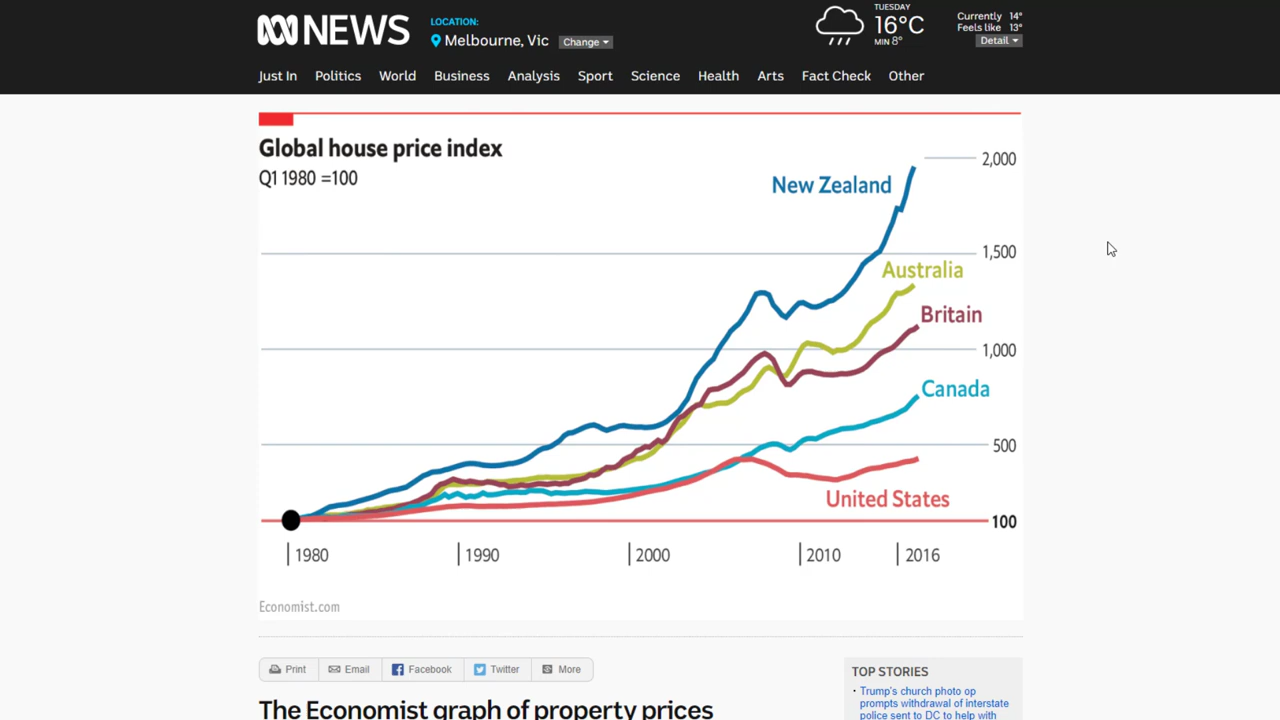 NEWS
LOCATION:
Melbourne, Vic
Change
TUESDAY
16°C
MIN 8°
Currently 14°
Feels like 13°
Detail
Just In Politics World Business Analysis Sport Science Health Arts Fact Check Other
Global house price index
Q1 1980 =100
2,000
New Zealand
1,500
Australia
Britain
1,000
Canada
500
United States
100
1980 1990 2000 2010 2016
Economist.com
Print Email Facebook Twitter More
The Economist graph of property prices
TOP STORIES
Trump's church photo op
prompts withdrawal of interstate
police sent to DC to help with